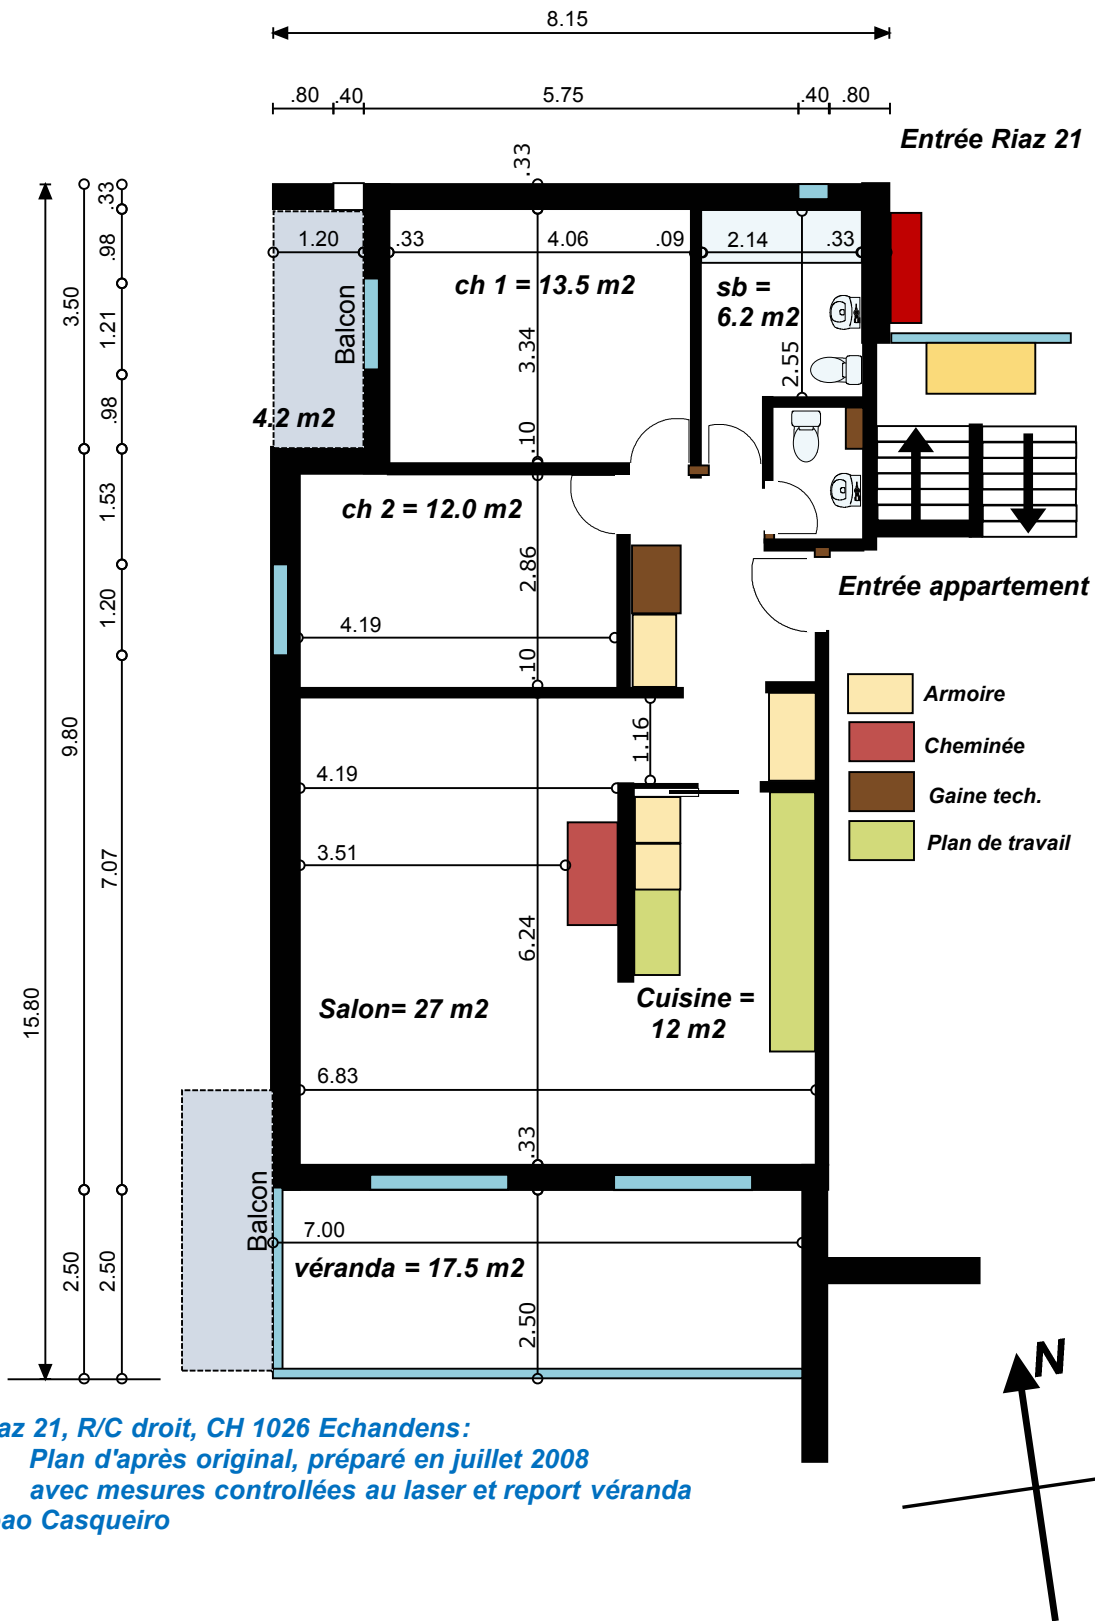 8.15
.80 .40 5.75 .40 .80
Entrée Riaz 21
.33
.33
.98
1.21
.98
1.53
1.20
7.07
2.50
3.50
9.80
2.50
15.80
1.20 .33 4.06 .09 2.14 .33
ch 1 = 13.5 m2
sb =
6.2 m2
Balcon
3.34
2.55
4.2 m2
.10
ch 2 = 12.0 m2
2.86
Entrée appartement
4.19
.10
Armoire
1.16
Cheminée
4.19
Gaine tech.
Plan de travail
3.51
6.24
Salon= 27 m2
Cuisine =
12 m2
6.83
.33
Balcon
7.00
véranda = 17.5 m2
2.50
N
az 21, R/C droit, CH 1026 Echandens:
Plan d'après original, préparé en juillet 2008
avec mesures controllées au laser et report véranda
ao Casqueiro